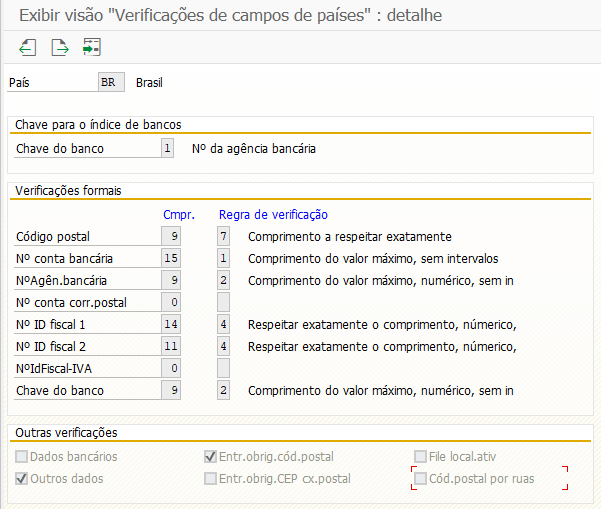 Exibir visão "Verificações de campos de países" : detalhe
País BR Brasil
Chave para o índice de bancos
Chave do banco 1 Nº da agência bancária
Verificações formais
Cmpr. Regra de verificação
Código postal 9 7 Comprimento a respeitar exatamente
Nº conta bancária 15 1 Comprimento do valor máximo, sem intervalos
NºAgên.bancária 9 2 Comprimento do valor máximo, numérico, sem in
Nº conta corr.postal 0
Nº ID fiscal 1 14 4 Respeitar exatamente o comprimento, númerico,
Nº ID fiscal 2 11 4 Respeitar exatamente o comprimento, númerico,
NºIdFiscal-IVA 0
Chave do banco 9 2 Comprimento do valor máximo, numérico, sem in
Outras verificações
Dados bancários Entr.obrig.cód.postal File local.ativ
Outros dados Entr.obrig.CEP cx.postal Cód.postal por ruas